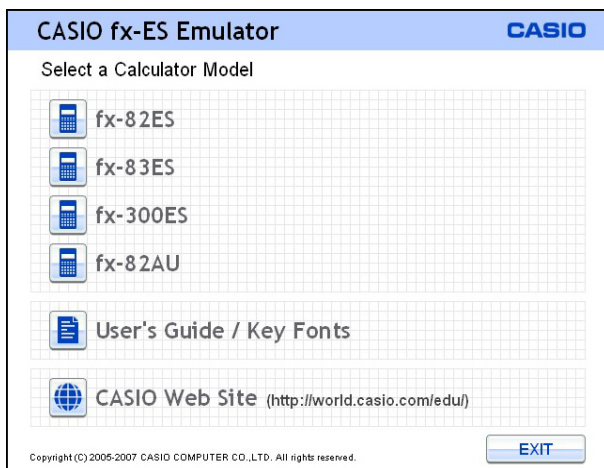 CASIO fx-ES Emulator CASIO
Select a Calculator Model
fx-82ES
fx-83ES
fx-300ES
fx-82AU
User's Guide / Key Fonts
CASIO Web Site (http://world.casio.com/edu/)
Copyright (C) 2005-2007 CASIO COMPUTER CO.,LTD. All rights reserved.
EXIT